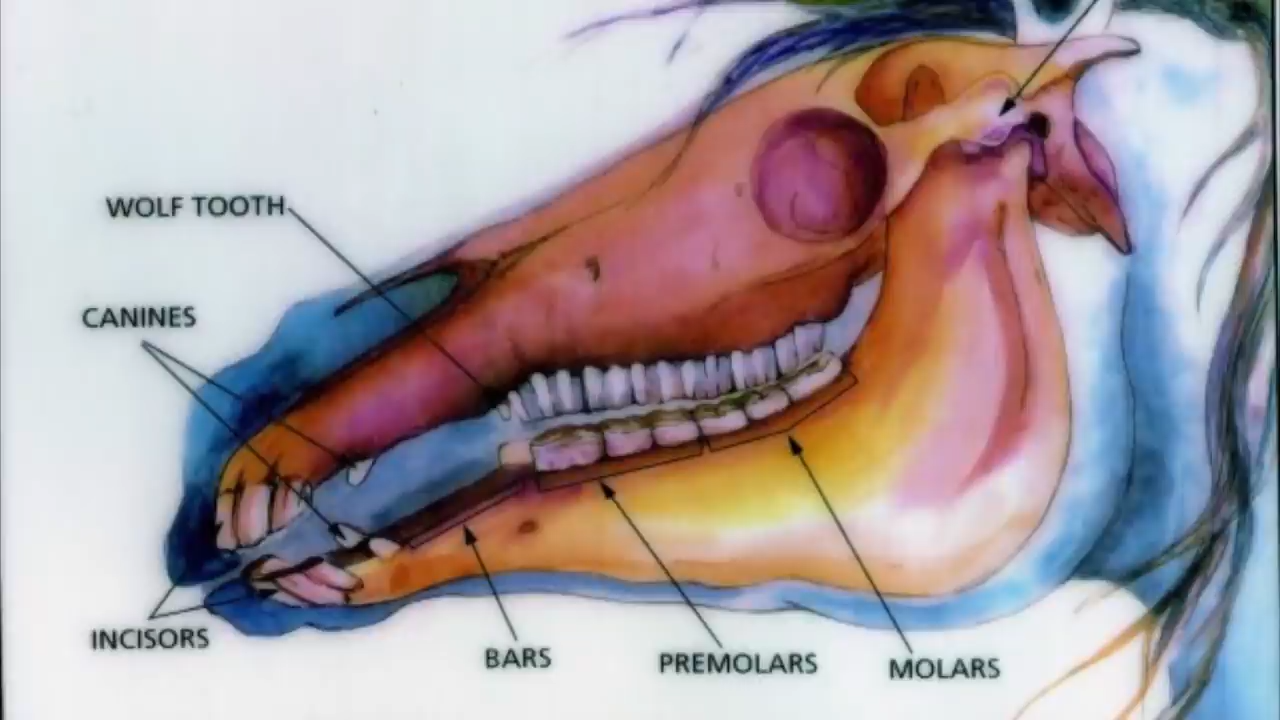 WOLF TOOTH
CANINES
INCISORS
BARS
PREMOLARS
MOLARS